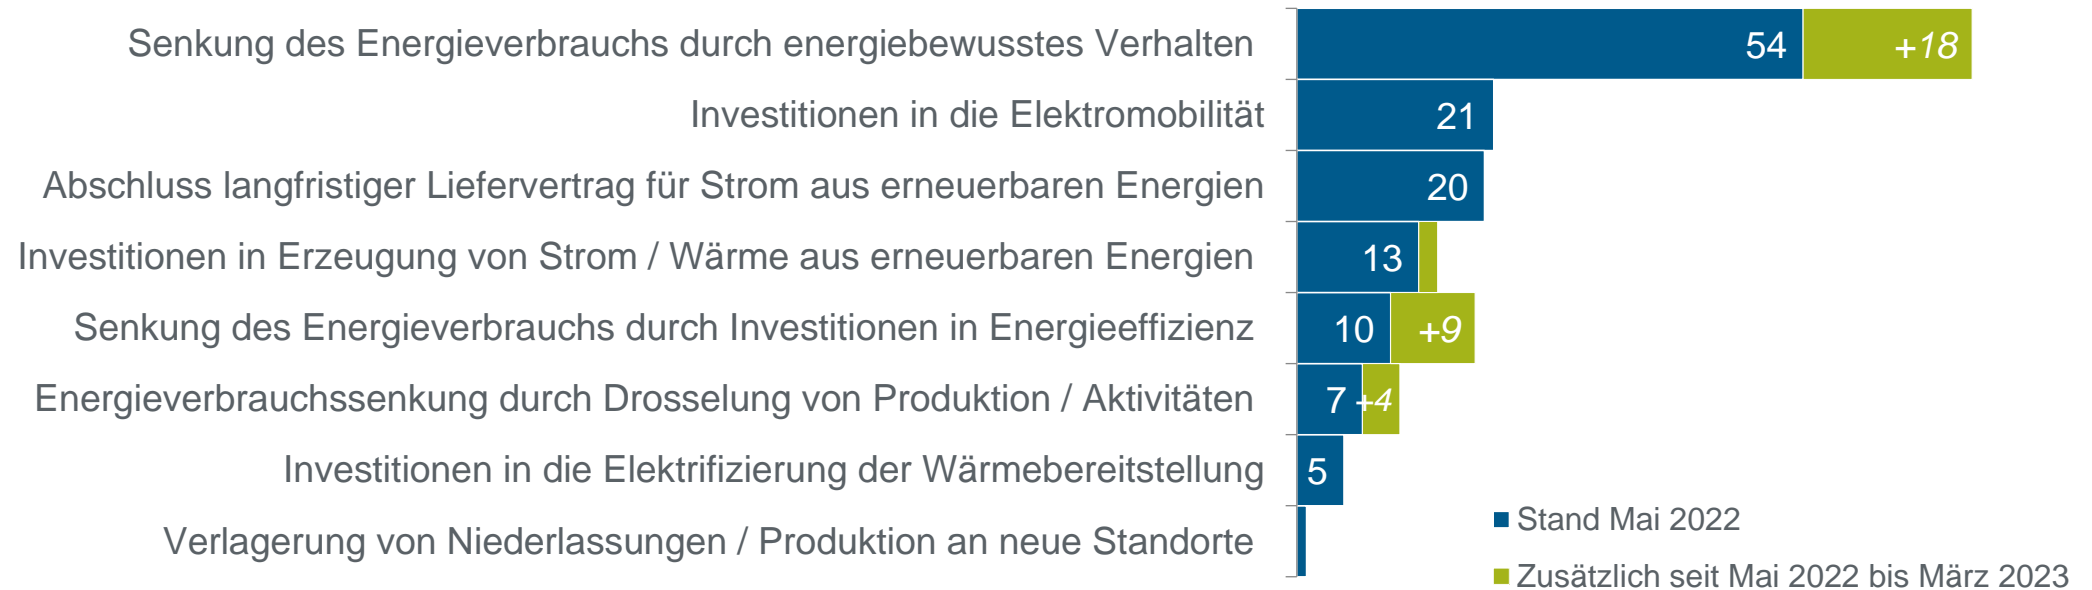 Senkung des Energieverbrauchs durch energiebewusstes Verhalten 54 +18
Investitionen in die Elektromobilität 21
Abschluss langfristiger Liefervertrag für Strom aus erneuerbaren Energien 20
Investitionen in Erzeugung von Strom / Wärme aus erneuerbaren Energien 13
Senkung des Energieverbrauchs durch Investitionen in Energieeffizienz 10 +9
Energieverbrauchssenkung durch Drosselung von Produktion / Aktivitäten 7 +4
Investitionen in die Elektrifizierung der Wärmebereitstellung 5
Verlagerung von Niederlassungen / Produktion an neue Standorte
Stand Mai 2022
Zusätzlich seit Mai 2022 bis März 2023